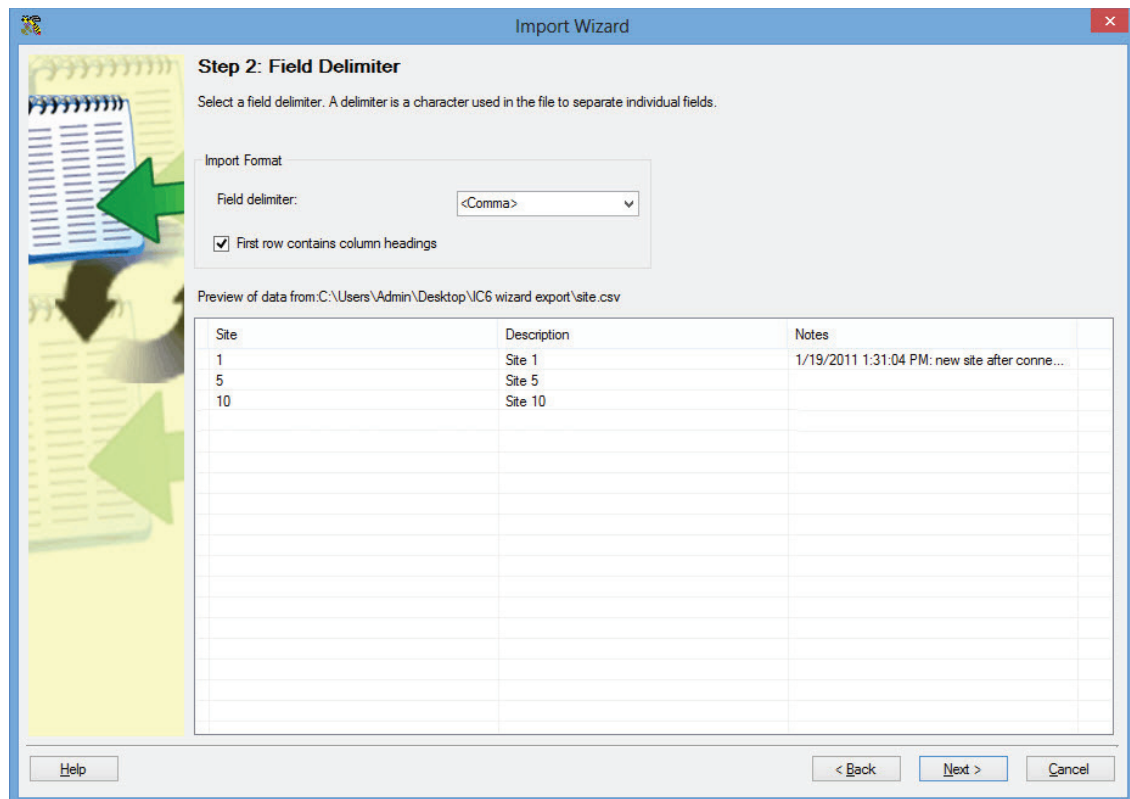 Import Wizard
Step 2: Field Delimiter
Select a field delimiter. A delimiter is a character used in the file to separate individual fields.
Import Format
Field delimiter: <Comma>
First row contains column headings
Preview of data from:C:\Users\Admin\Desktop\IC6 wizard export\site.csv
Site Description Notes
1 Site 1 1/19/2011 1:31:04 PM: new site after conne...
5 Site 5
10 Site 10
Help < Back Next > Cancel